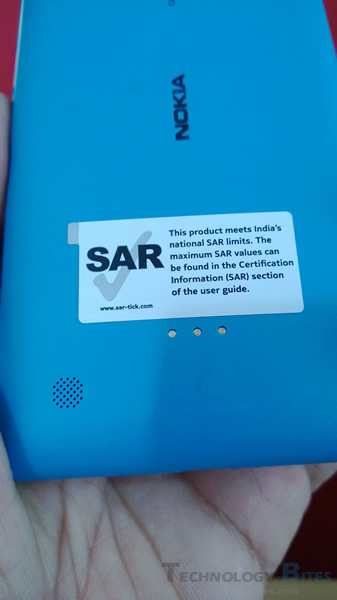 NOKIA
SAR
This product meets India's
national SAR limits. The
maximum SAR values can
be found in the Certification
Information (SAR) section
of the user guide.
www.sar-tick.com
TECHNOLOGY BITES